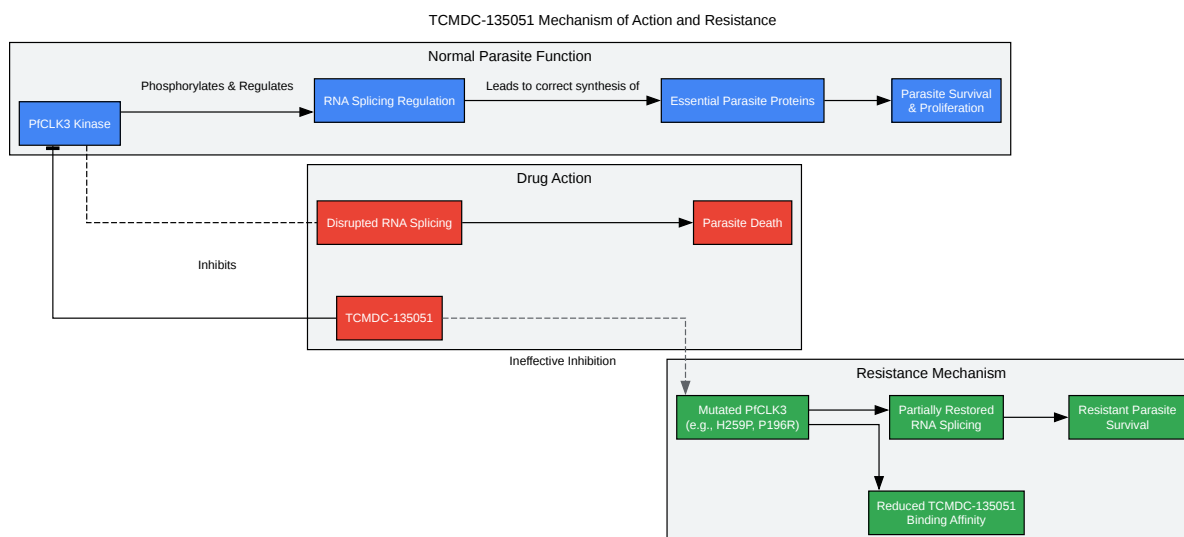 TCMDC-135051 Mechanism of Action and Resistance
Normal Parasite Function
Phosphorylates & Regulates
Leads to correct synthesis of
PfCLK3 Kinase
RNA Splicing Regulation
Essential Parasite Proteins
Parasite Survival
& Proliferation
Drug Action
Disrupted RNA Splicing
Parasite Death
Inhibits
TCMDC-135051
Ineffective Inhibition
Resistance Mechanism
Mutated PfCLK3
(e.g., H259P, P196R)
Partially Restored
RNA Splicing
Resistant Parasite
Survival
Reduced TCMDC-135051
Binding Affinity